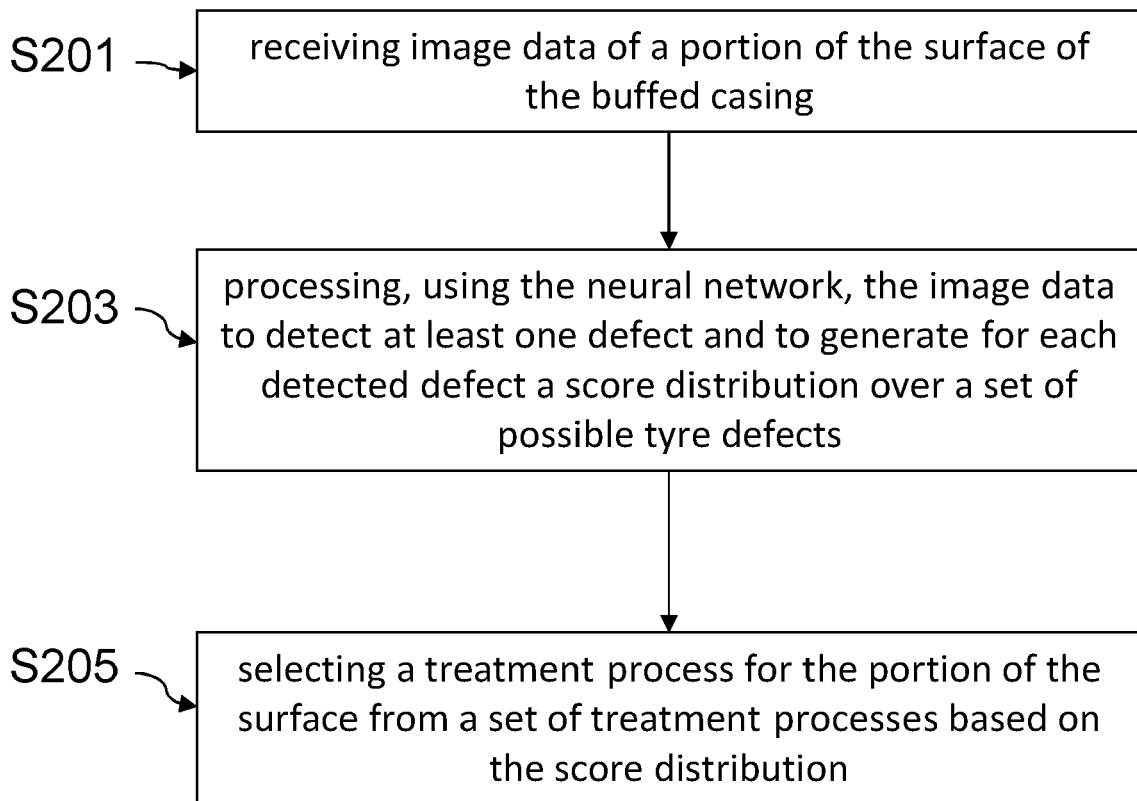 S201
receiving image data of a portion of the surface of
the buffed casing
S203
processing, using the neural network, the image data
to detect at least one defect and to generate for each
detected defect a score distribution over a set of
possible tyre defects
S205
selecting a treatment process for the portion of the
surface from a set of treatment processes based on
the score distribution